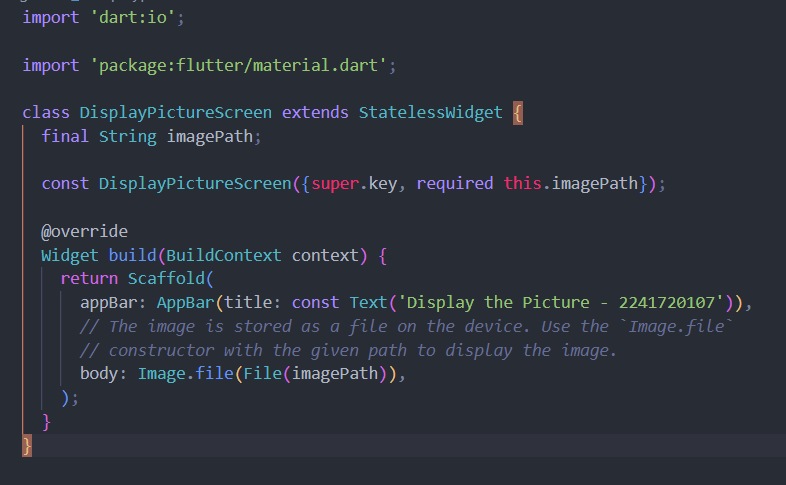 import 'dart:io';
import 'package:flutter/material.dart';
class DisplayPictureScreen extends StatelessWidget {
final String imagePath;
const DisplayPictureScreen({super.key, required this.imagePath});
@override
Widget build(BuildContext context) {
return Scaffold(
appBar: AppBar(title: const Text('Display the Picture - 2241720107')),
// The image is stored as a file on the device. Use the `Image.file`
// constructor with the given path to display the image.
body: Image.file(File(imagePath)),
);
}
}